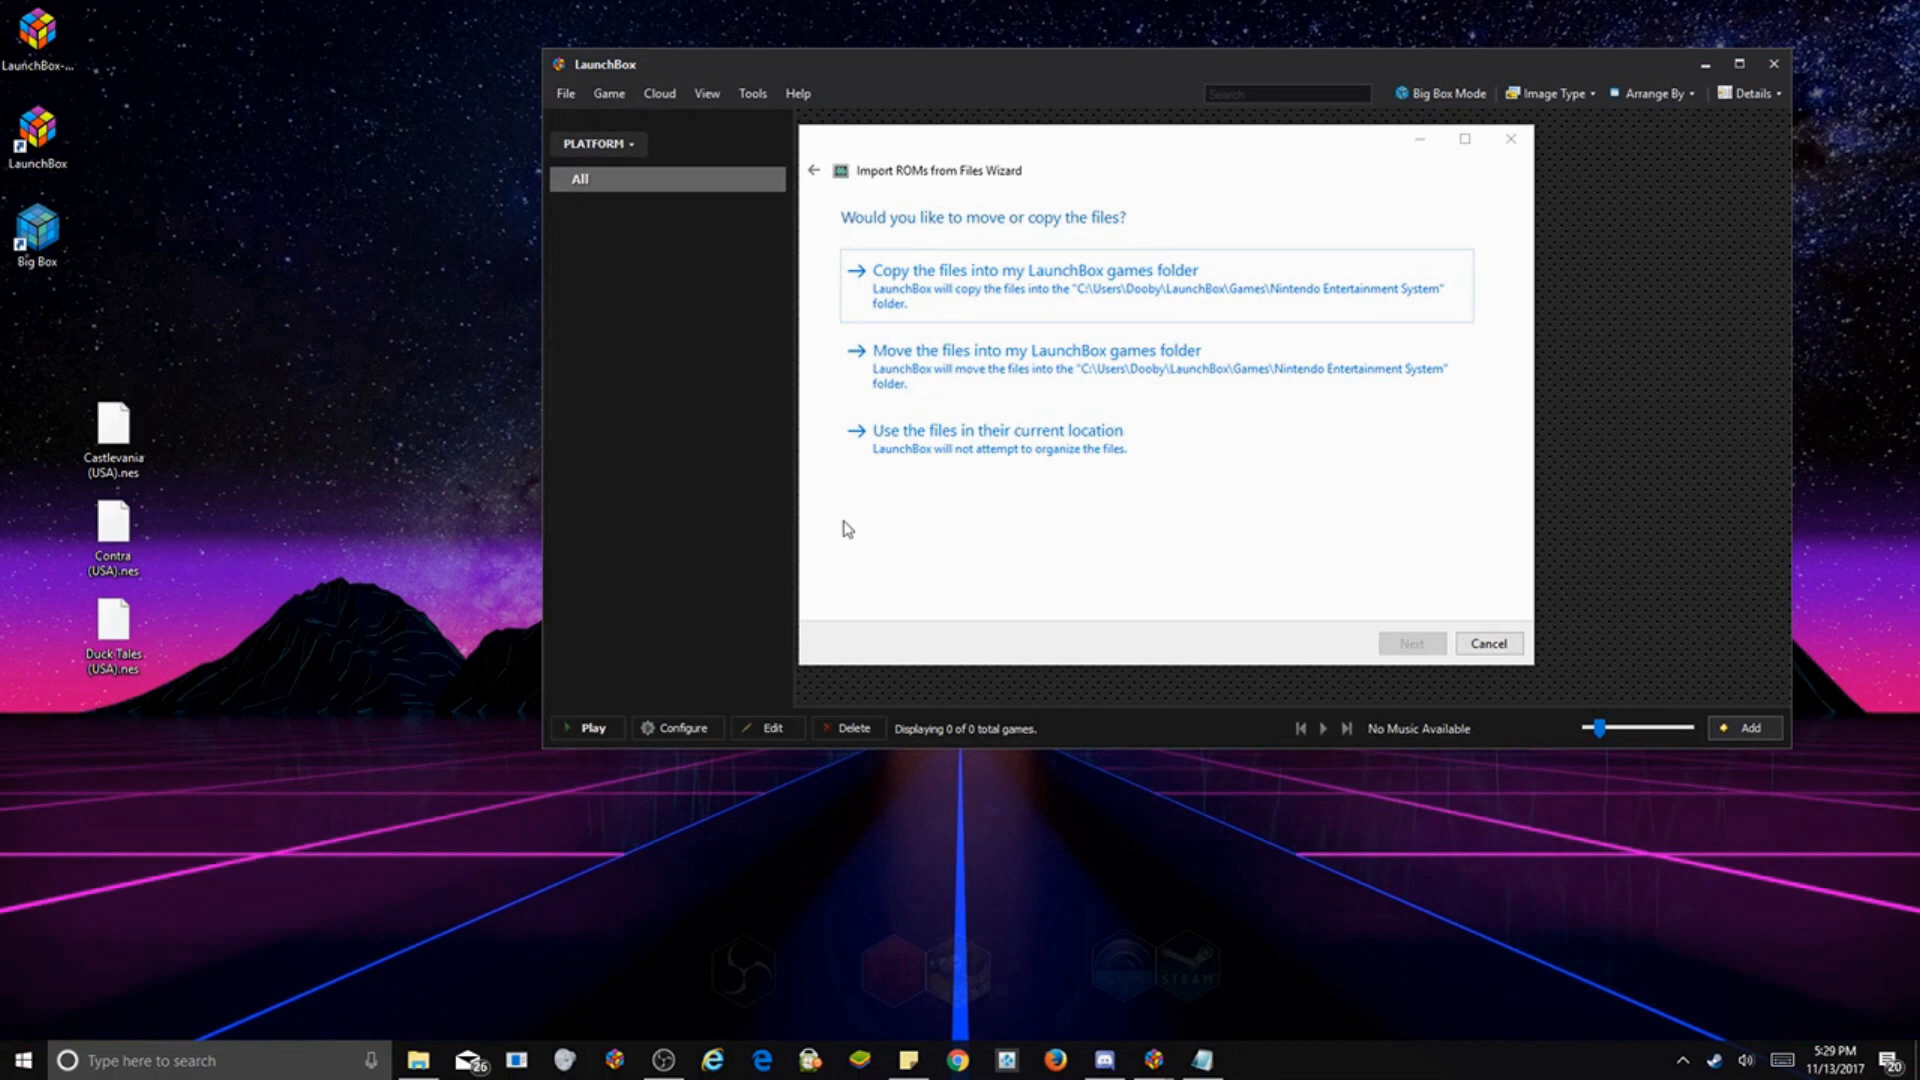 LaunchBox-...
LaunchBox
Big Box
Castlevania
(USA).nes
Contra
(USA).nes
Duck Tales
(USA).nes
LaunchBox
File Game Cloud View Tools Help
Search
Big Box Mode Image Type Arrange By Details
PLATFORM
All
Import ROMs from Files Wizard
Would you like to move or copy the files?
Copy the files into my LaunchBox games folder
LaunchBox will copy the files into the "C:\Users\Dooby\LaunchBox\Games\Nintendo Entertainment System"
folder.
Move the files into my LaunchBox games folder
LaunchBox will move the files into the "C:\Users\Dooby\LaunchBox\Games\Nintendo Entertainment System"
folder.
Use the files in their current location
LaunchBox will not attempt to organize the files.
Next Cancel
Play Configure Edit Delete Displaying 0 of 0 total games. No Music Available Add
STEAM
Type here to search
26
5:29 PM
11/13/2017
20